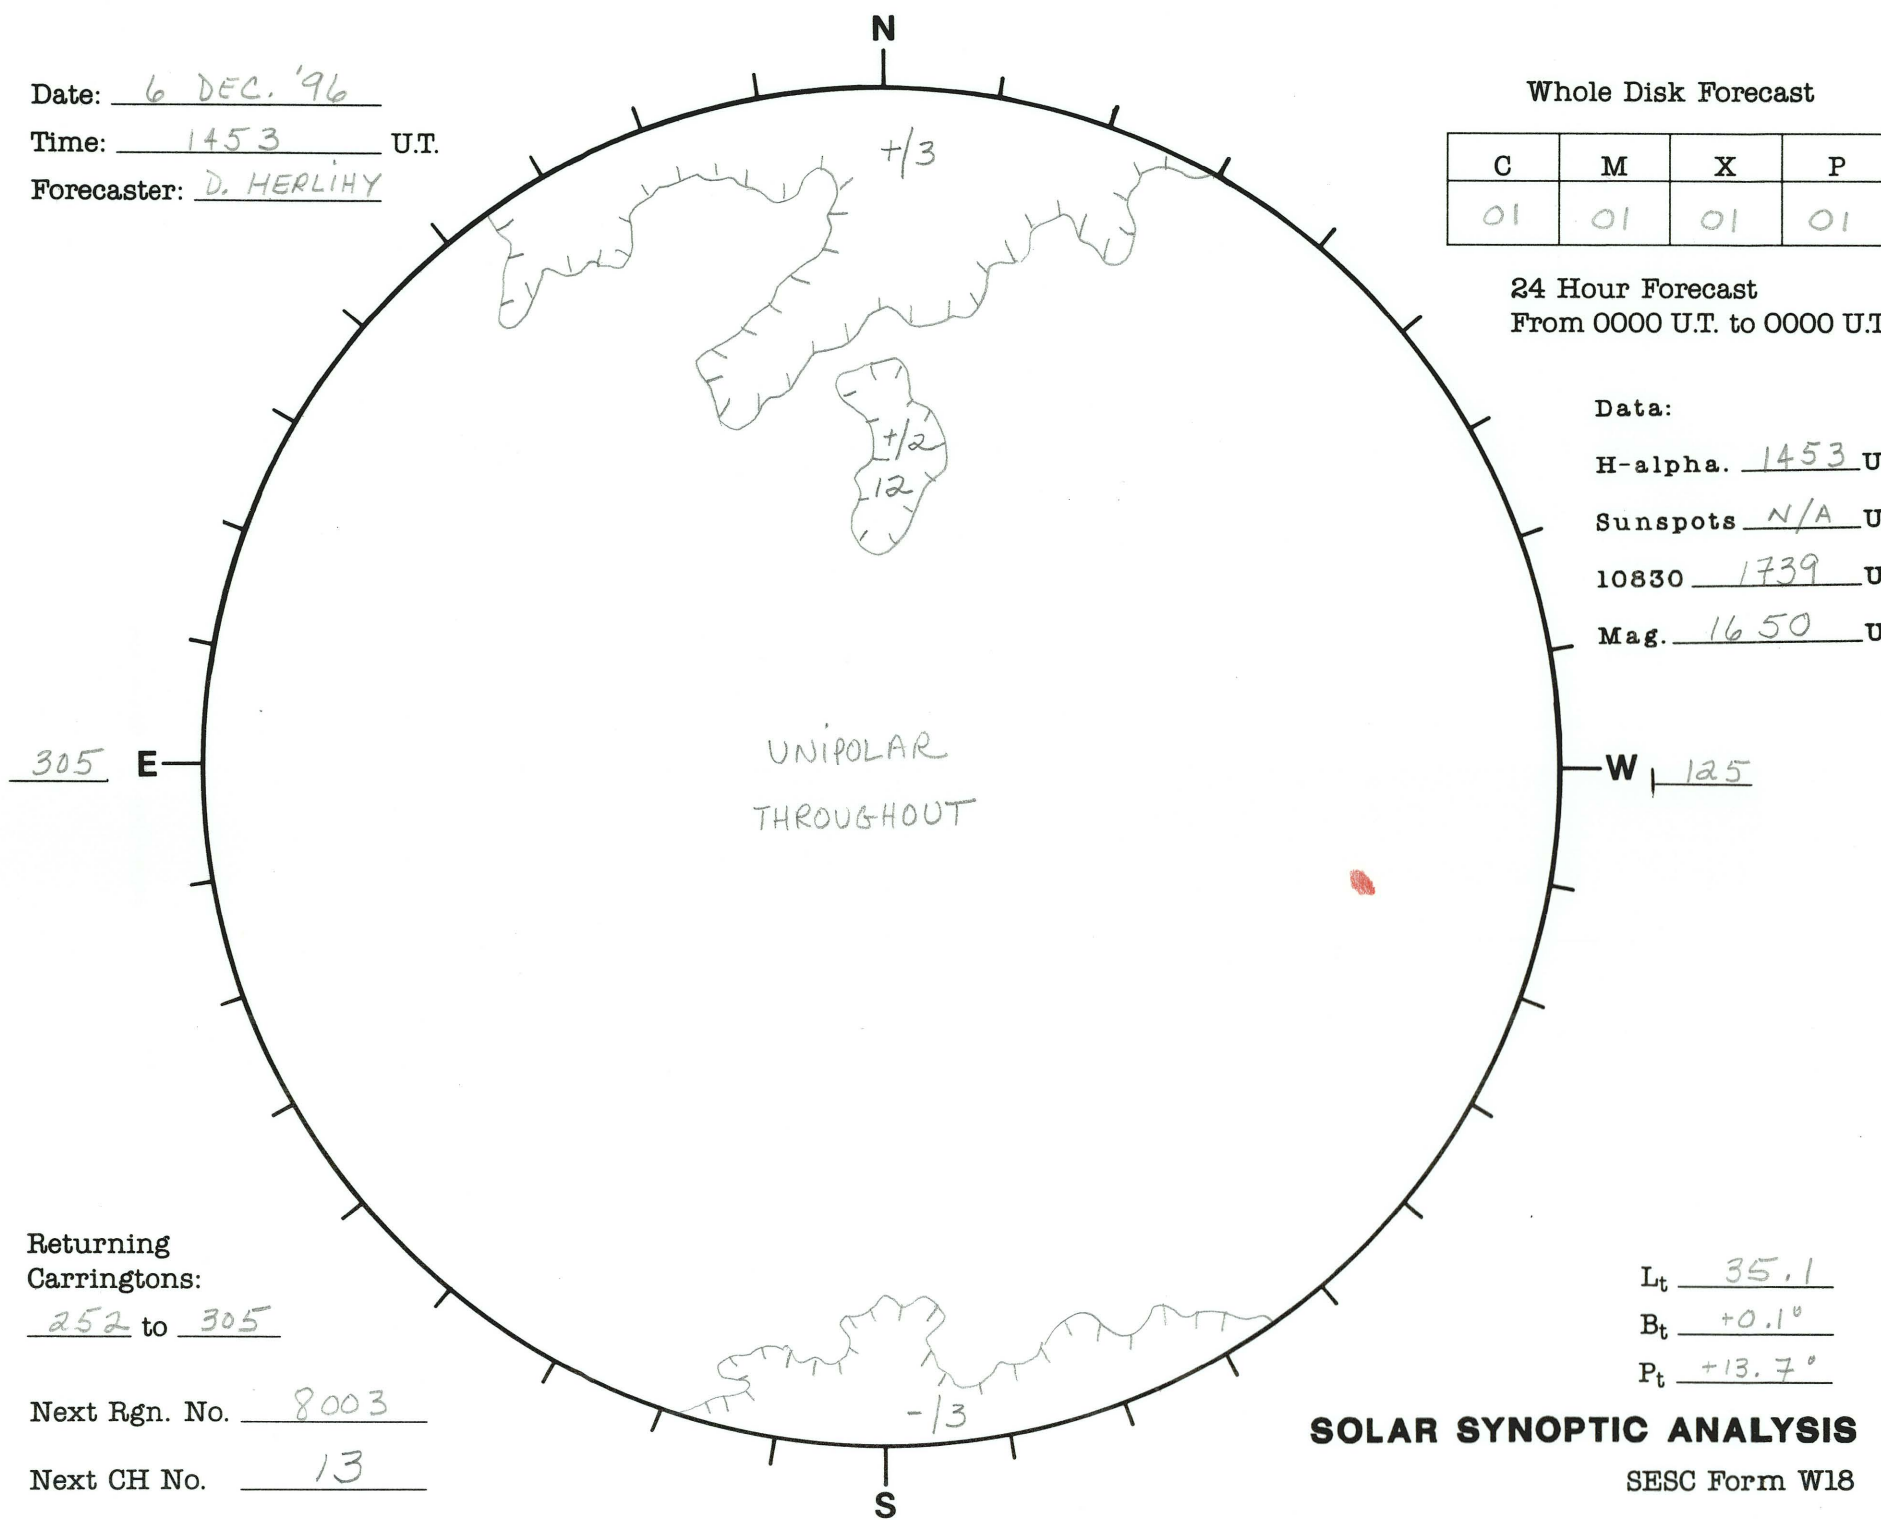 N
Date: 6 DEC. '96
Time: 1453 U.T.
Forecaster: D. HERLIHY
Whole Disk Forecast
C M X P
01 01 01 01
24 Hour Forecast
From 0000 U.T. to 0000 U.T
+/3
+/2
12
Data:
H-alpha. 1453 U
Sunspots N/A U
10830 1739 U
Mag. 1650 U
UNIPOLAR
THROUGHOUT
305 E
W 125
-/3
Returning
Carringtons:
252 to 305
Next Rgn. No. 8003
Next CH No. 13
Lt 35.1
Bt +0.1°
Pt +13.7°
SOLAR SYNOPTIC ANALYSIS
SESC Form W18
S